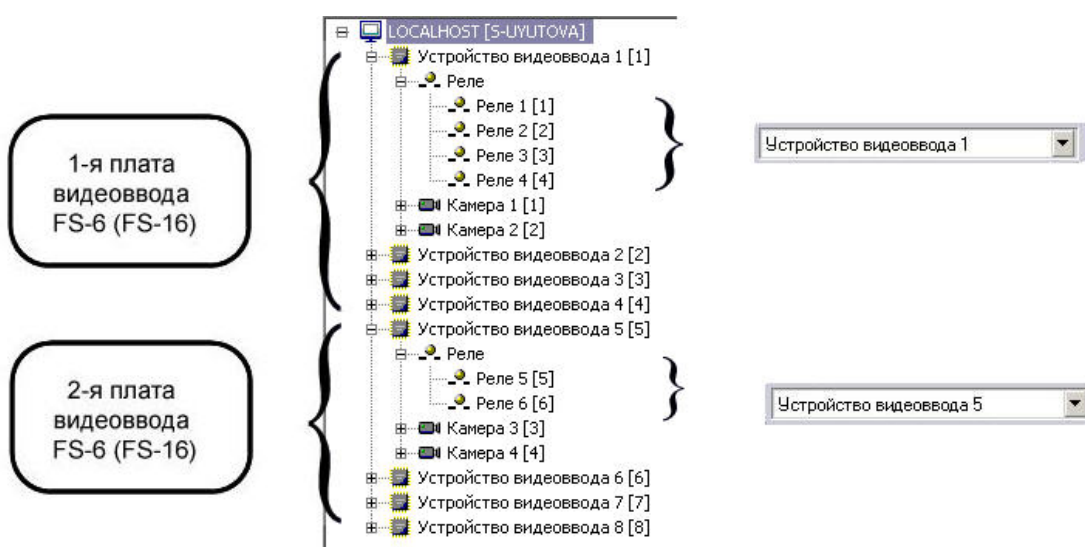 1-я плата
видеоввода
FS-6 (FS-16)
2-я плата
видеоввода
FS-6 (FS-16)
LOCALHOST [S-UYUTOVA]
Устройство видеоввода 1 [1]
Реле
Реле 1 [1]
Реле 2 [2]
Реле 3 [3]
Реле 4 [4]
Камера 1 [1]
Камера 2 [2]
Устройство видеоввода 2 [2]
Устройство видеоввода 3 [3]
Устройство видеоввода 4 [4]
Устройство видеоввода 5 [5]
Реле
Реле 5 [5]
Реле 6 [6]
Камера 3 [3]
Камера 4 [4]
Устройство видеоввода 6 [6]
Устройство видеоввода 7 [7]
Устройство видеоввода 8 [8]
Устройство видеоввода 1
Устройство видеоввода 5